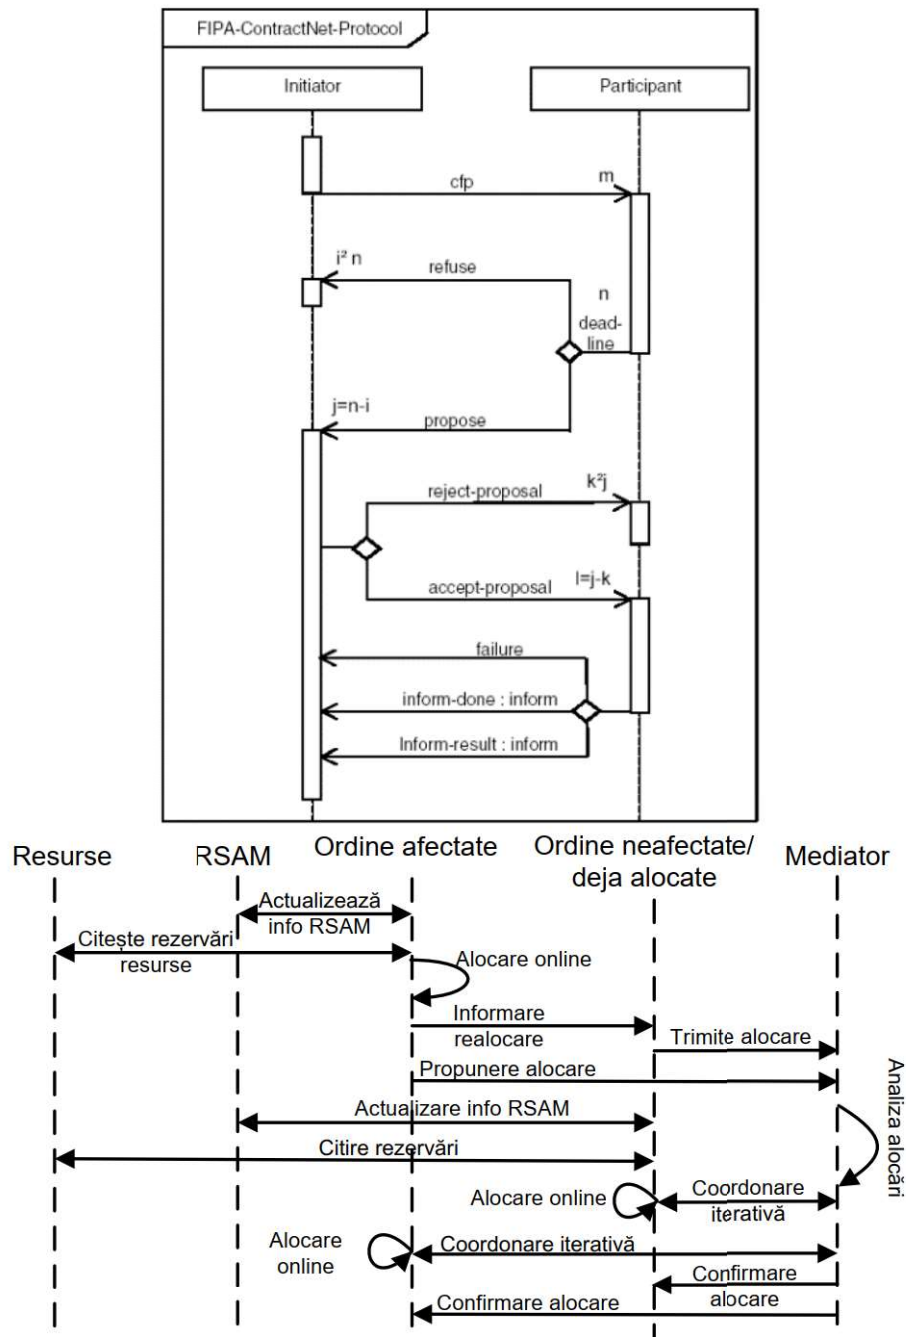 FIPA-ContractNet-Protocol
Initiator
Participant
cfp
m
i² n
refuse
n
dead-
line
j=n-i
propose
reject-proposal
k²j
accept-proposal
l=j-k
failure
inform-done : inform
Inform-result : inform
Resurse
RSAM
Ordine afectate
Ordine neafectate/
deja alocate
Mediator
Actualizează
info RSAM
Citește rezervări
resurse
Alocare online
Informare
realocare
Trimite alocare
Propunere alocare
Analiza alocări
Actualizare info RSAM
Citire rezervări
Alocare online
Coordonare
iterativă
Alocare
online
Coordonare iterativă
Confirmare
alocare
Confirmare alocare